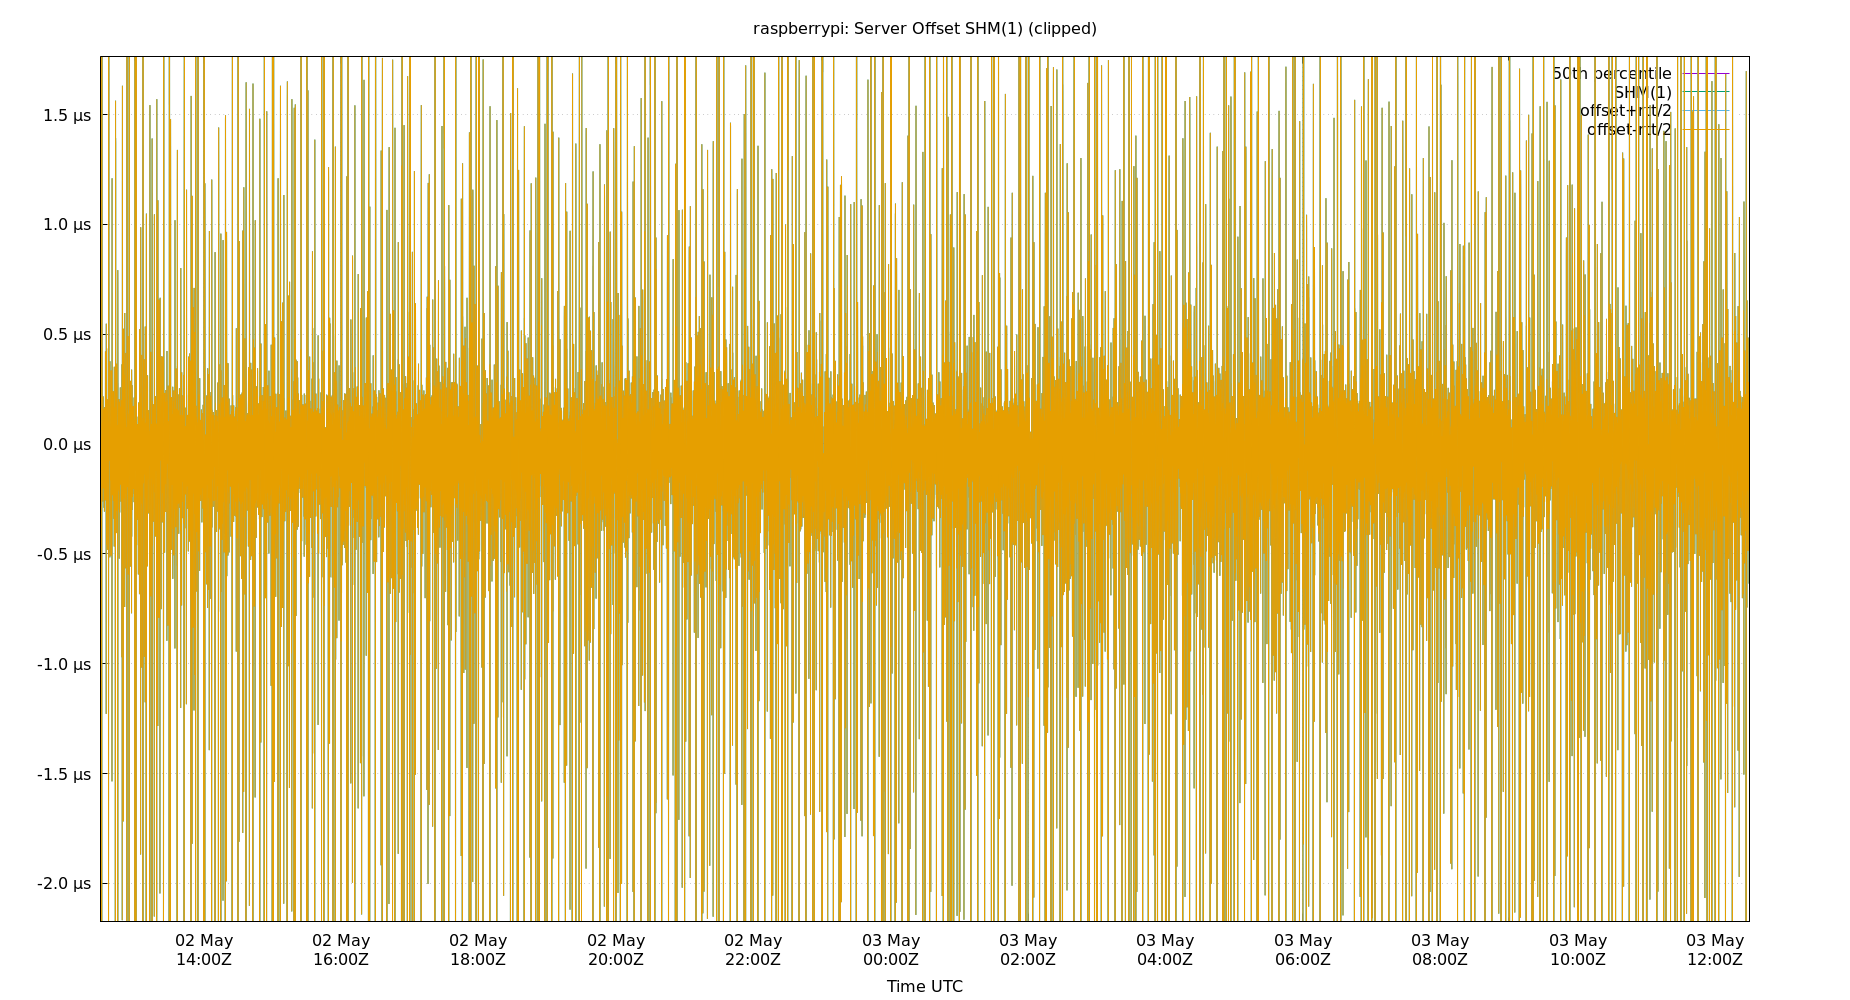 raspberrypi: Server Offset SHM(1) (clipped)
50th percentile
SHM(1)
offset+rtt/2
offset-rtt/2
1.5 µs
1.0 µs
0.5 µs
0.0 µs
-0.5 µs
-1.0 µs
-1.5 µs
-2.0 µs
02 May 02 May 02 May 02 May 02 May 03 May 03 May 03 May 03 May 03 May 03 May 03 May
14:00Z 16:00Z 18:00Z 20:00Z 22:00Z 00:00Z 02:00Z 04:00Z 06:00Z 08:00Z 10:00Z 12:00Z
Time UTC